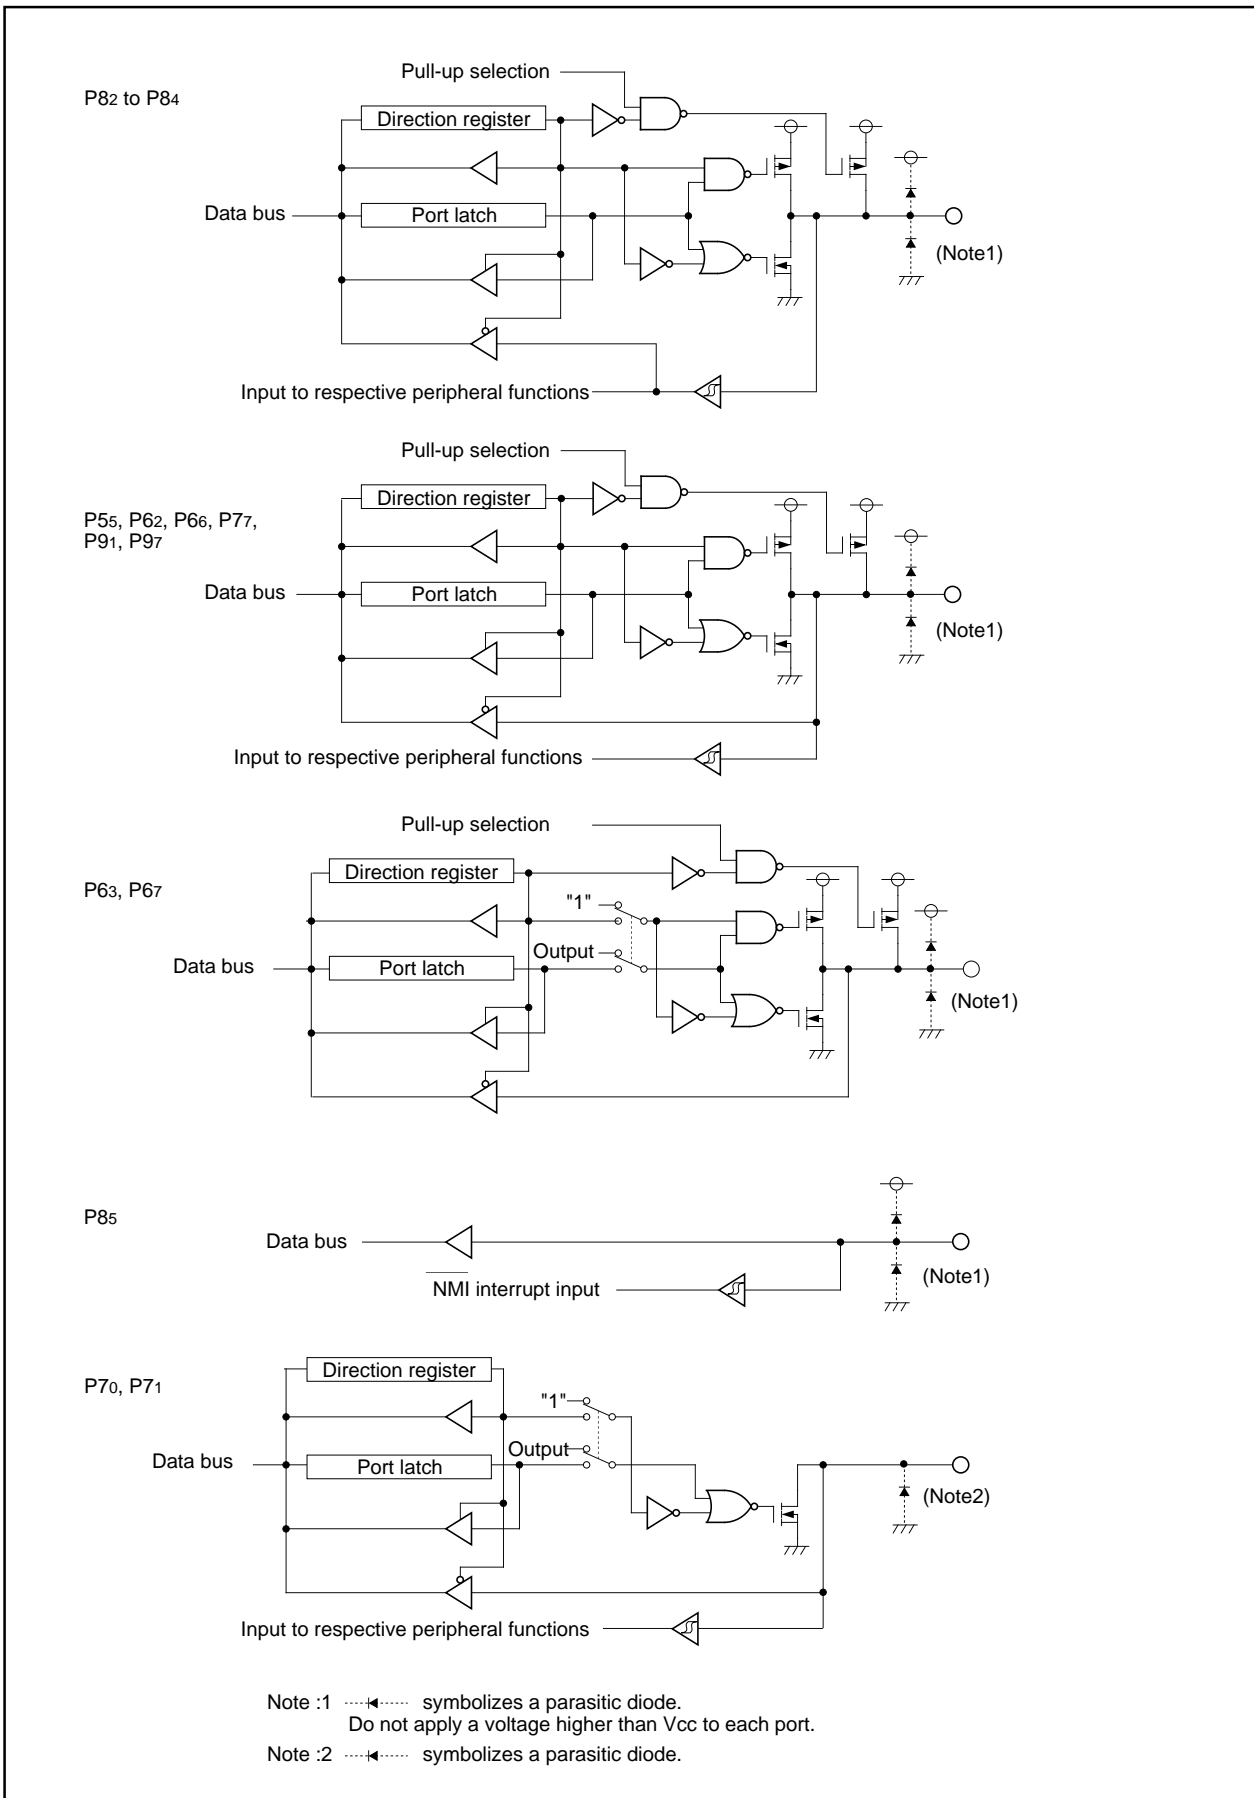 Pull-up selection
P82 to P84
Direction register
Data bus
Port latch
(Note1)
Input to respective peripheral functions
Pull-up selection
Direction register
P55, P62, P66, P77,
P91, P97
Data bus
Port latch
(Note1)
Input to respective peripheral functions
Pull-up selection
Direction register
P63, P67
"1"
Output
Data bus
Port latch
(Note1)
P85
Data bus
(Note1)
NMI interrupt input
Direction register
P70, P71
"1"
Output
Data bus
Port latch
(Note2)
Input to respective peripheral functions
Note :1 symbolizes a parasitic diode.
Do not apply a voltage higher than Vcc to each port.
Note :2 symbolizes a parasitic diode.